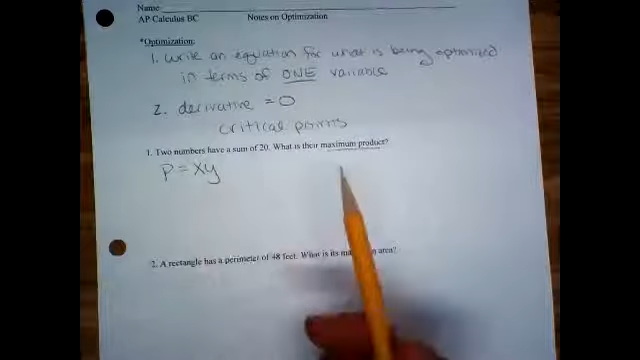 Name
AP Calculus BC Notes on Optimization
*Optimization:
1. write an equation for what is being optimized
in terms of ONE variable
2. derivative = 0
critical points
1. Two numbers have a sum of 20. What is their maximum product?
P = xy
2. A rectangle has a perimeter of 48 feet. What is its area?